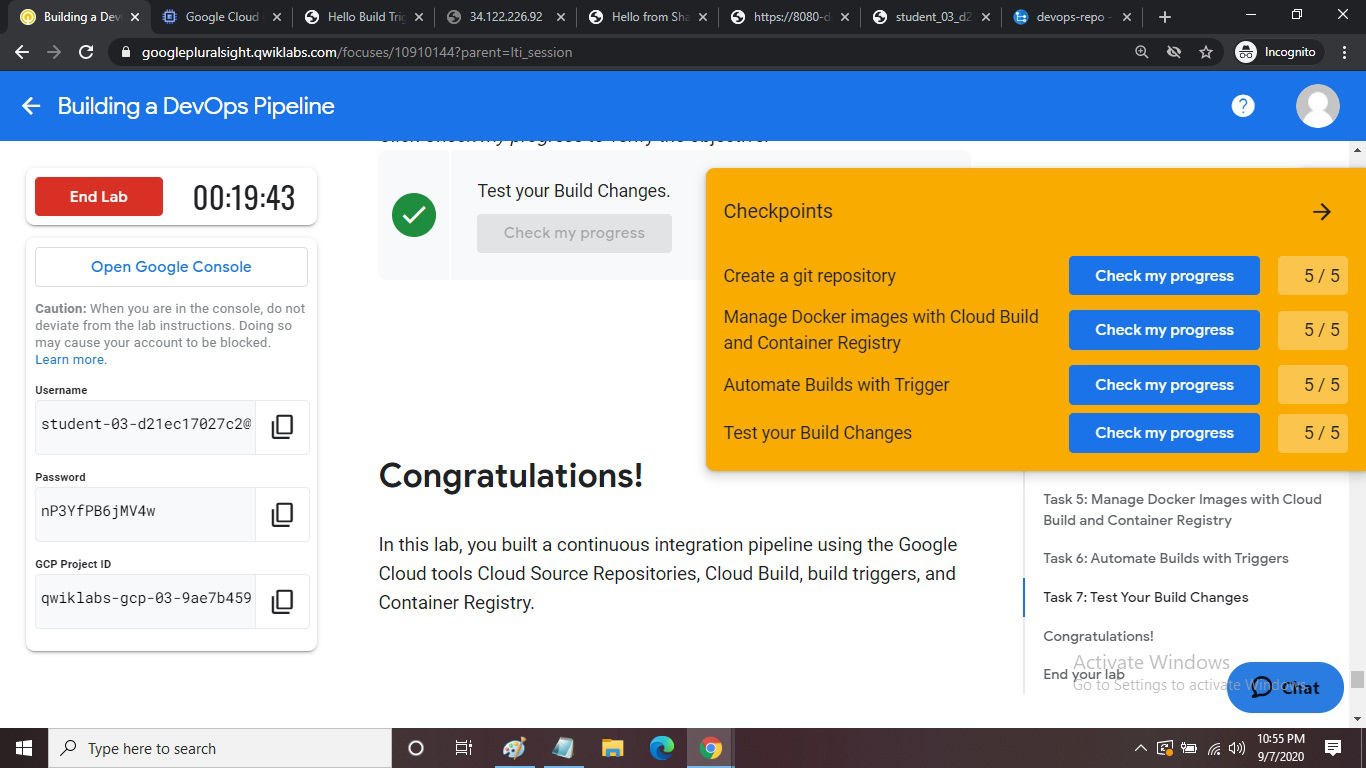 Building a Dev
Google Cloud
Hello Build Trig
34.122.226.92
Hello from Sha
https://8080-d
student_03_d2
devops-repo -
googlepluralsight.qwiklabs.com/focuses/10910144?parent=lti_session
Incognito
Building a DevOps Pipeline
?
End Lab
00:19:43
Open Google Console
Caution: When you are in the console, do not
deviate from the lab instructions. Doing so
may cause your account to be blocked.
Learn more.
Username
student-03-d21ec17027c2@
Password
nP3YfPB6jMV4w
GCP Project ID
qwiklabs-gcp-03-9ae7b459
Click Check my progress to verify the objective.
Test your Build Changes.
Check my progress
Congratulations!
In this lab, you built a continuous integration pipeline using the Google
Cloud tools Cloud Source Repositories, Cloud Build, build triggers, and
Container Registry.
Checkpoints
Create a git repository
Check my progress
5 / 5
Manage Docker images with Cloud Build
and Container Registry
Check my progress
5 / 5
Automate Builds with Trigger
Check my progress
5 / 5
Test your Build Changes
Check my progress
5 / 5
Task 5: Manage Docker Images with Cloud
Build and Container Registry
Task 6: Automate Builds with Triggers
Task 7: Test Your Build Changes
Congratulations!
End your lab
Activate Windows
Go to Settings to activate Windows.
Chat
Type here to search
10:55 PM
9/7/2020